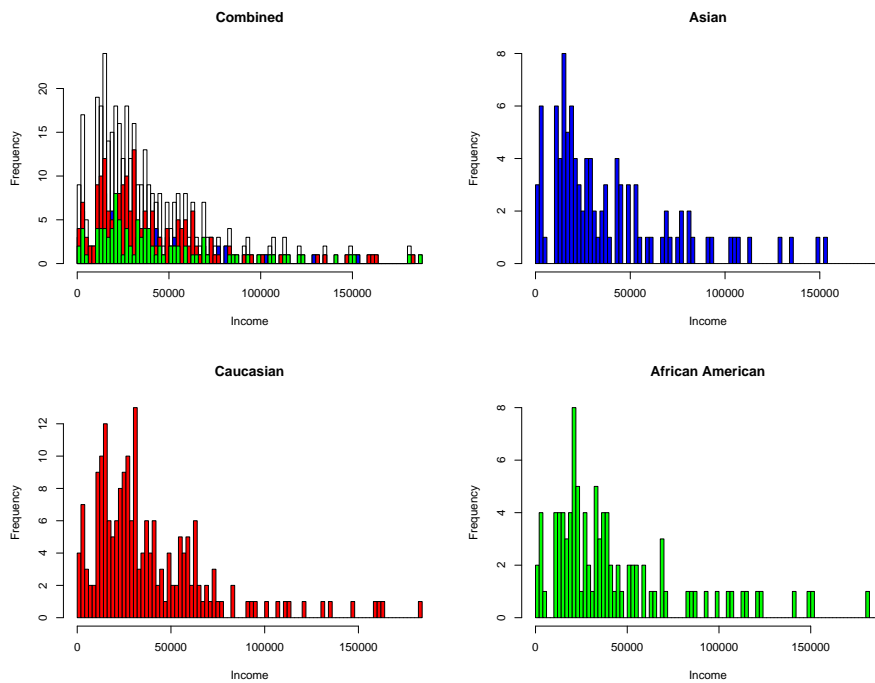 Combined
Frequency
0 5 10 15 20
0 50000 100000 150000
Income
Asian
Frequency
0 2 4 6 8
0 50000 100000 150000
Income
Caucasian
Frequency
0 2 4 6 8 10 12
0 50000 100000 150000
Income
African American
Frequency
0 2 4 6 8
0 50000 100000 150000
Income